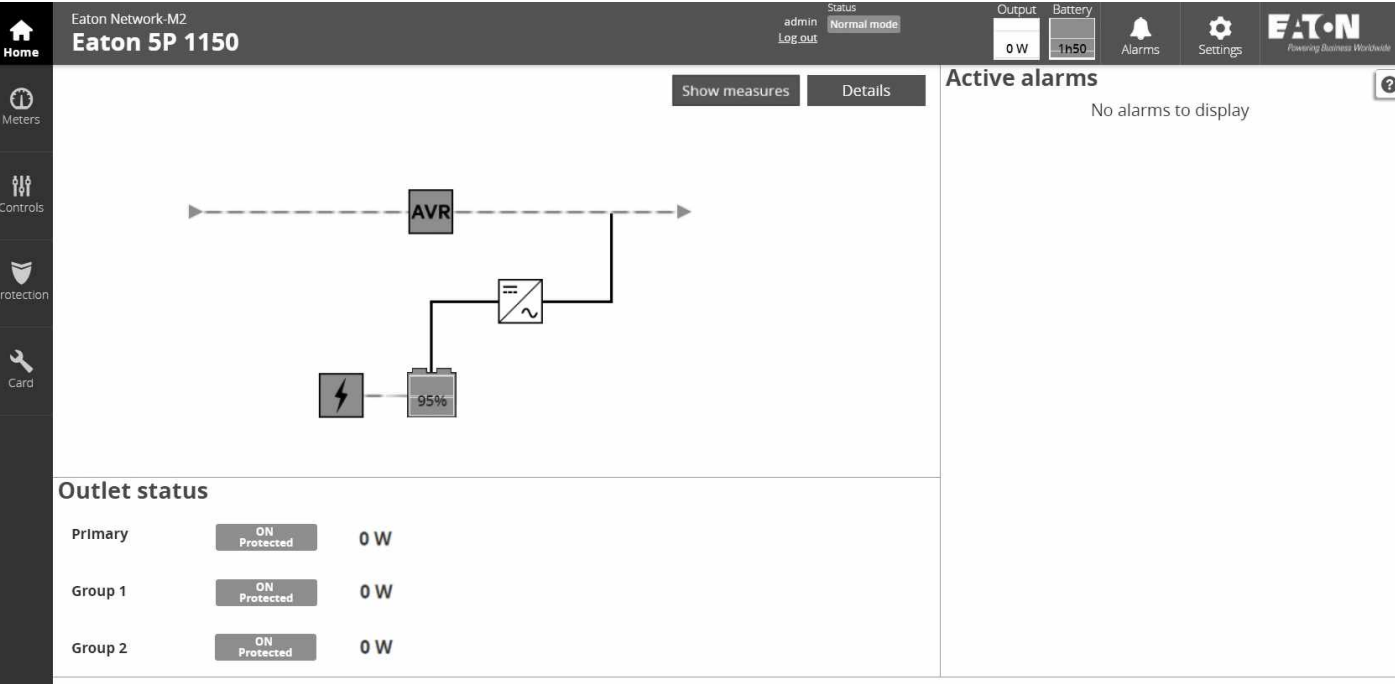 Eaton Network-M2
Eaton 5P 1150
admin
Log out
Status
Normal mode
Output
0 W
Battery
1h50
Alarms
Settings
EATON
Powering Business Worldwide
Home
Meters
Controls
rotection
Card
Show measures
Details
AVR
95%
Active alarms
?
No alarms to display
Outlet status
Primary
ON
Protected
0 W
Group 1
ON
Protected
0 W
Group 2
ON
Protected
0 W